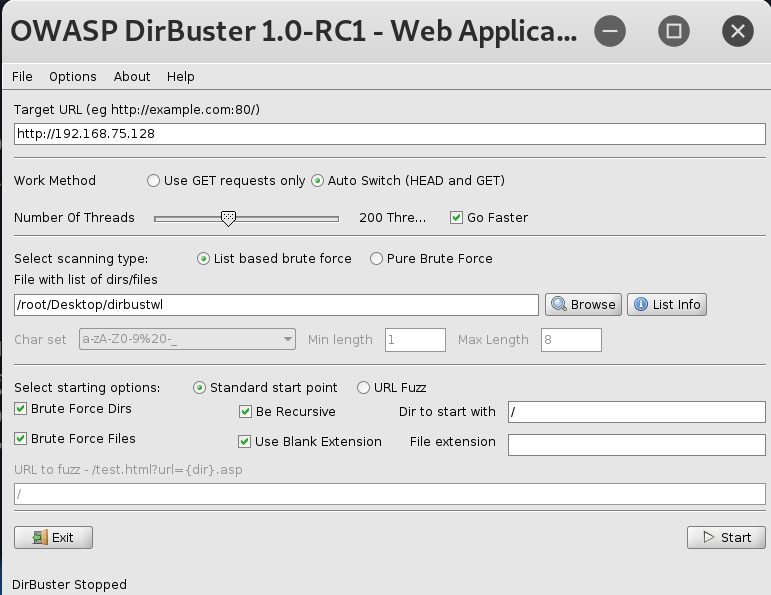 OWASP DirBuster 1.0-RC1 - Web Applica...
File Options About Help
Target URL (eg http://example.com:80/)
http://192.168.75.128
Work Method Use GET requests only Auto Switch (HEAD and GET)
Number Of Threads 200 Thre... Go Faster
Select scanning type: List based brute force Pure Brute Force
File with list of dirs/files
/root/Desktop/dirbustwl Browse List Info
Char set a-zA-Z0-9%20-_ Min length 1 Max Length 8
Select starting options: Standard start point URL Fuzz
Brute Force Dirs Be Recursive Dir to start with /
Brute Force Files Use Blank Extension File extension
URL to fuzz - /test.html?url={dir}.asp
/
Exit Start
DirBuster Stopped